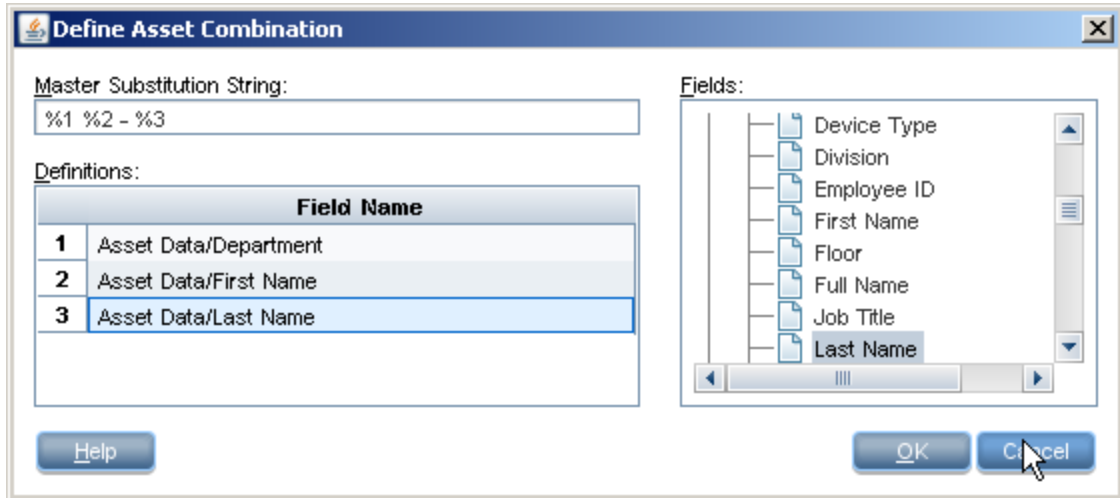 Define Asset Combination
Master Substitution String:
%1 %2 - %3
Definitions:
Field Name
1 Asset Data/Department
2 Asset Data/First Name
3 Asset Data/Last Name
Fields:
Device Type
Division
Employee ID
First Name
Floor
Full Name
Job Title
Last Name
Help
OK
Cancel